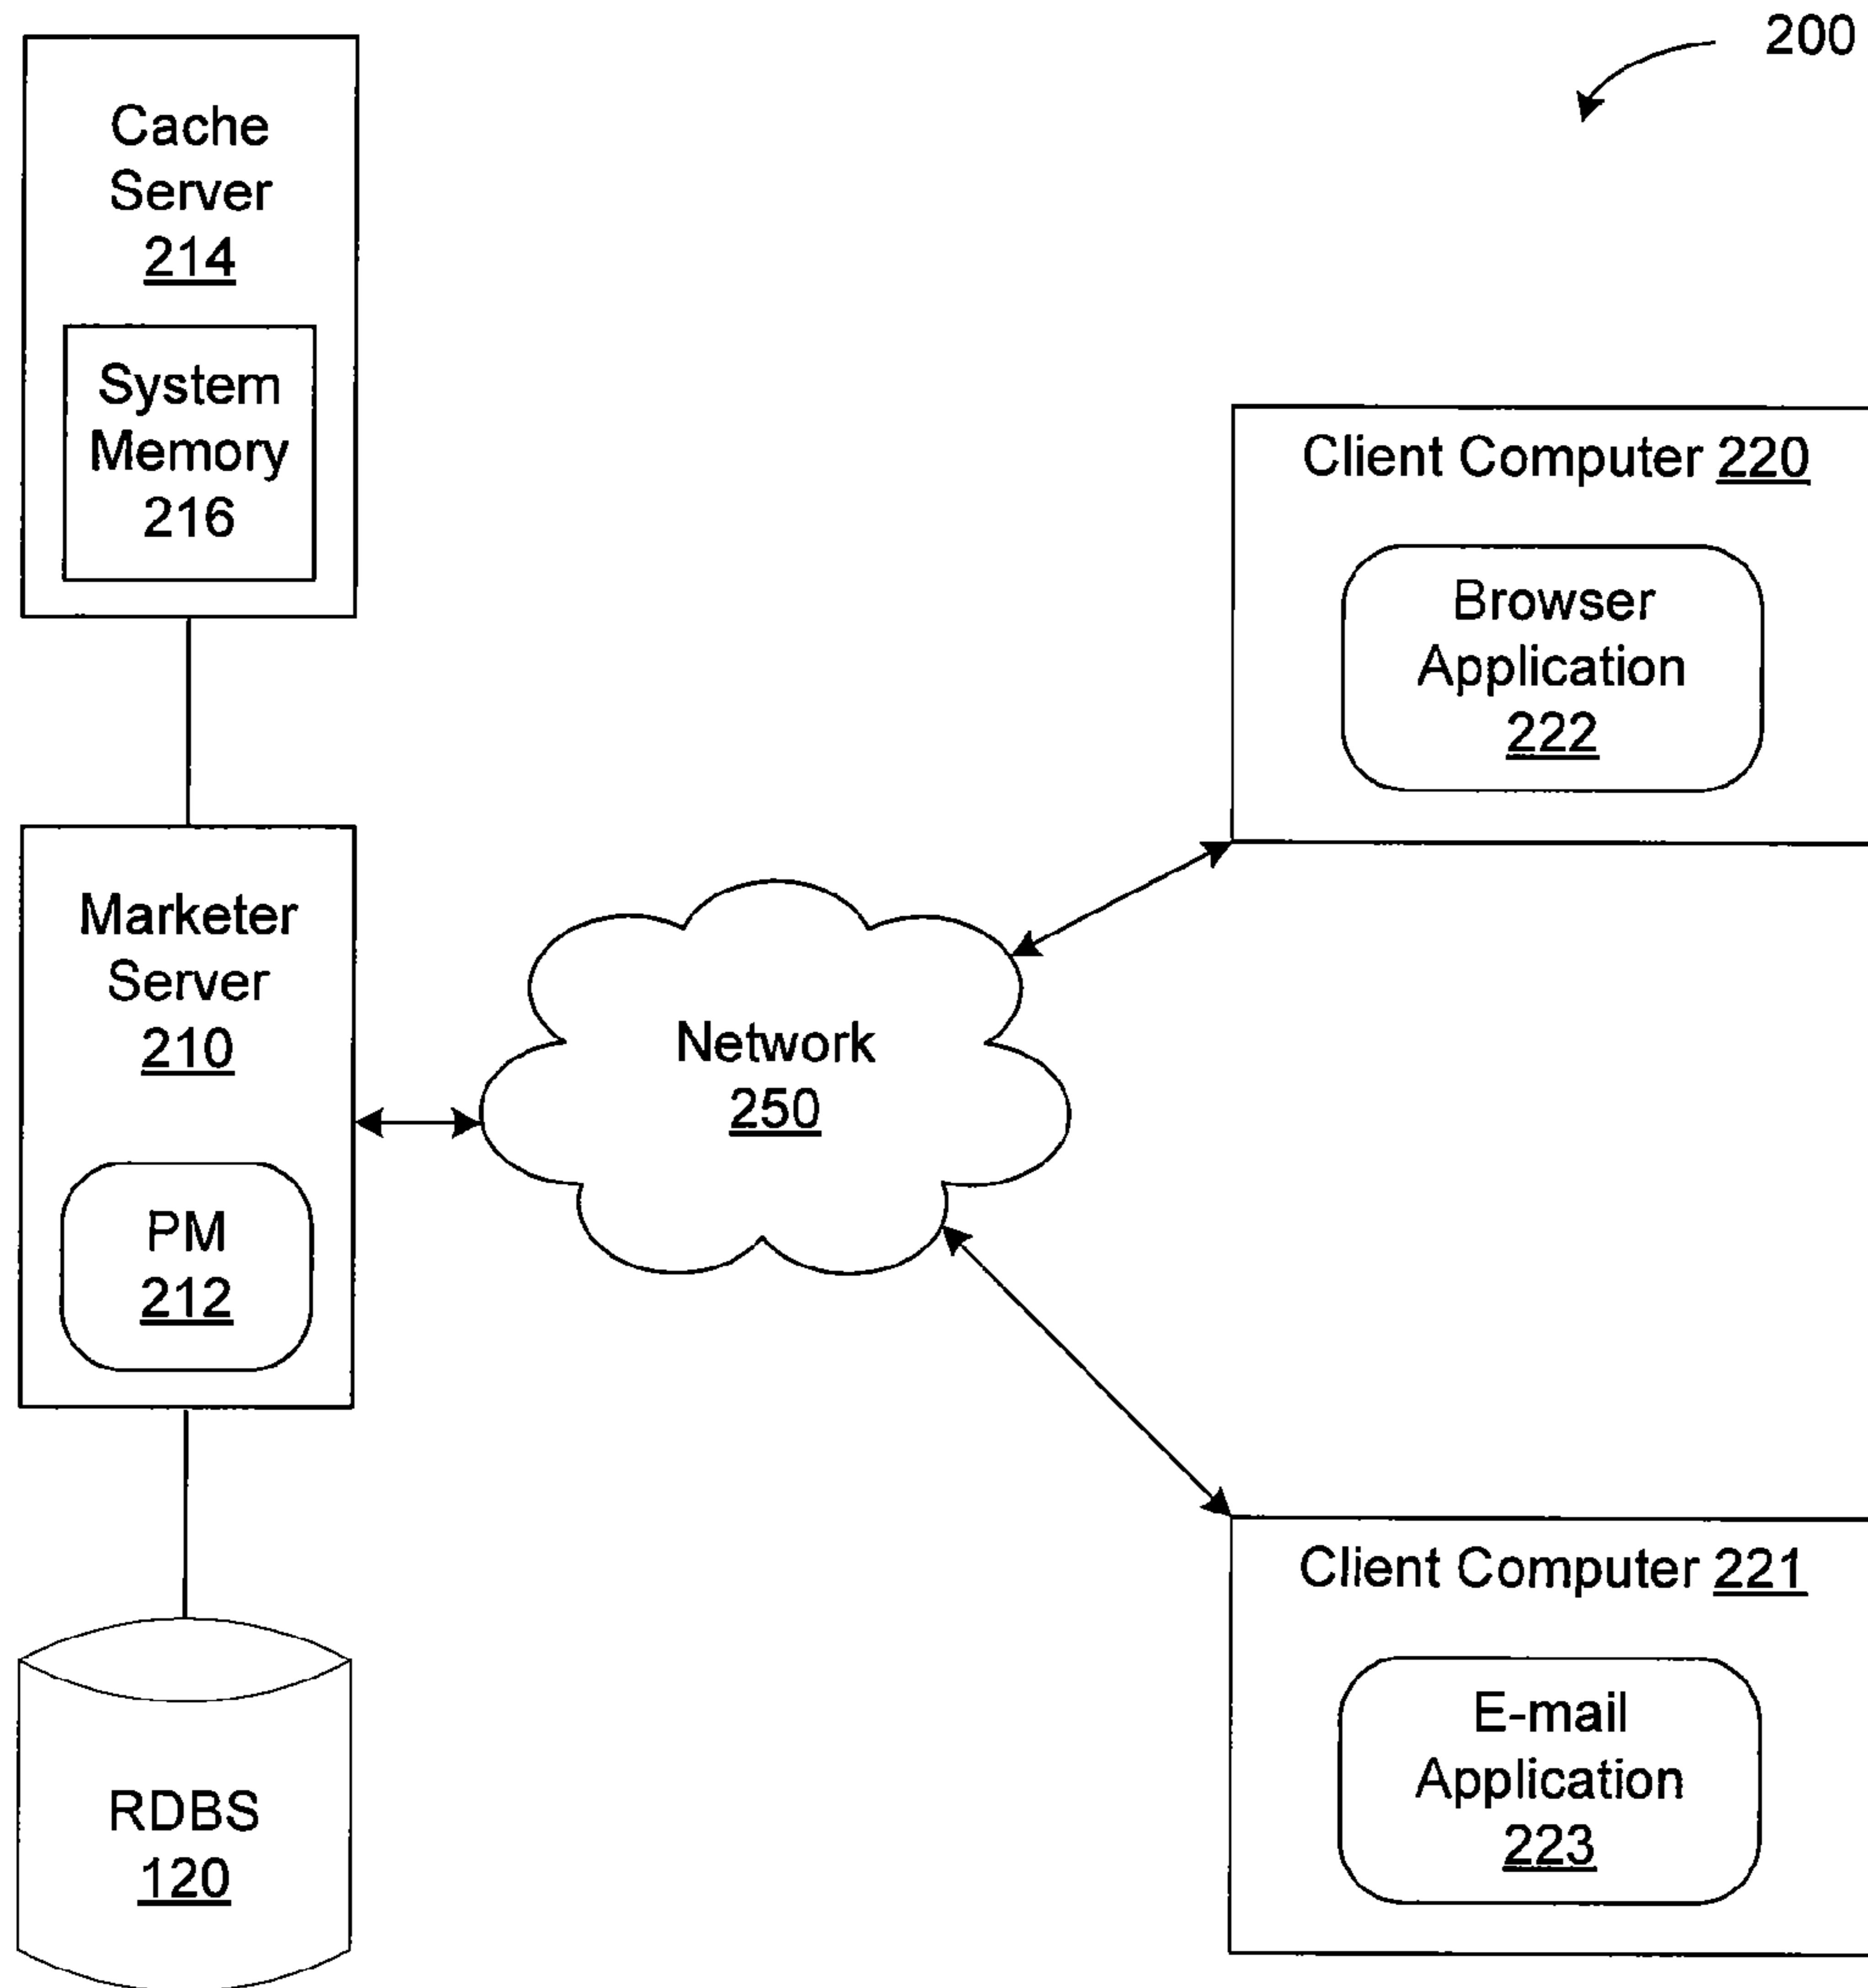 200
Cache
Server
214
System
Memory
216
Client Computer 220
Browser
Application
222
Marketer
Server
210
PM
212
Network
250
Client Computer 221
E-mail
Application
223
RDBS
120